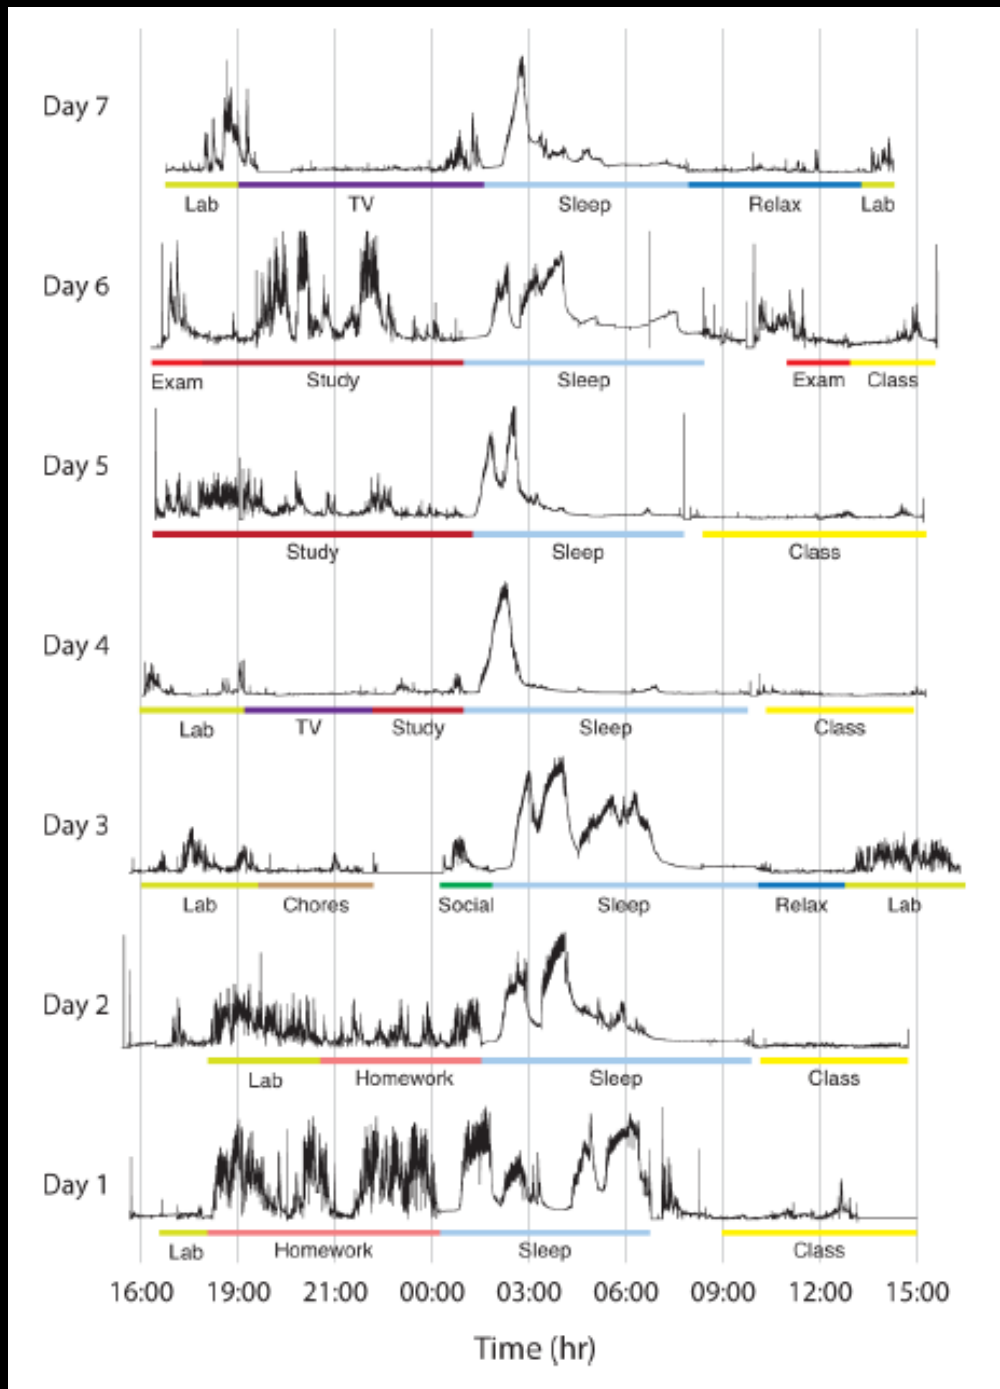 Day 7
Lab TV Sleep Relax Lab
Day 6
Exam Study Sleep Exam Class
Day 5
Study Sleep Class
Day 4
Lab TV Study Sleep Class
Day 3
Lab Chores Social Sleep Relax Lab
Day 2
Lab Homework Sleep Class
Day 1
Lab Homework Sleep Class
16:00 19:00 21:00 00:00 03:00 06:00 09:00 12:00 15:00
Time (hr)